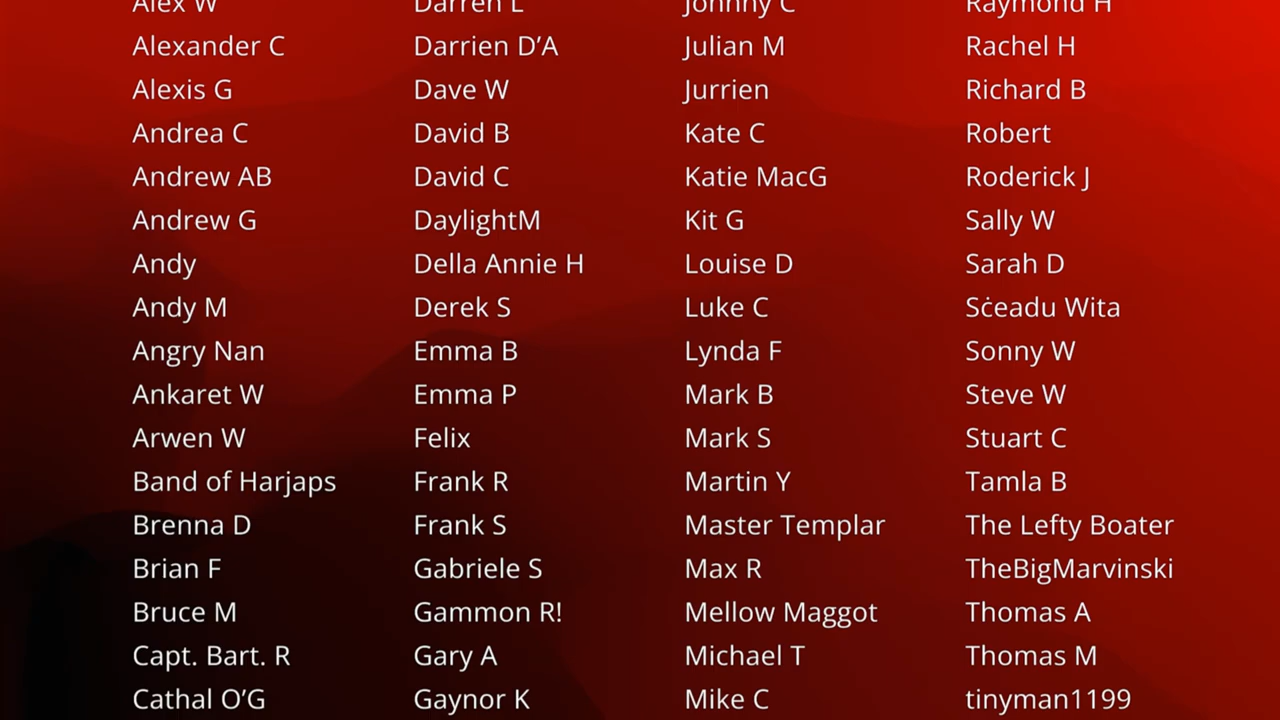 Alex W
Alexander C
Alexis G
Andrea C
Andrew AB
Andrew G
Andy
Andy M
Angry Nan
Ankaret W
Arwen W
Band of Harjaps
Brenna D
Brian F
Bruce M
Capt. Bart. R
Cathal O’G
Darren L
Darrien D’A
Dave W
David B
David C
DaylightM
Della Annie H
Derek S
Emma B
Emma P
Felix
Frank R
Frank S
Gabriele S
Gammon R!
Gary A
Gaynor K
Johnny C
Julian M
Jurrien
Kate C
Katie MacG
Kit G
Louise D
Luke C
Lynda F
Mark B
Mark S
Martin Y
Master Templar
Max R
Mellow Maggot
Michael T
Mike C
Raymond H
Rachel H
Richard B
Robert
Roderick J
Sally W
Sarah D
Sċeadu Wita
Sonny W
Steve W
Stuart C
Tamla B
The Lefty Boater
TheBigMarvinski
Thomas A
Thomas M
tinyman1199